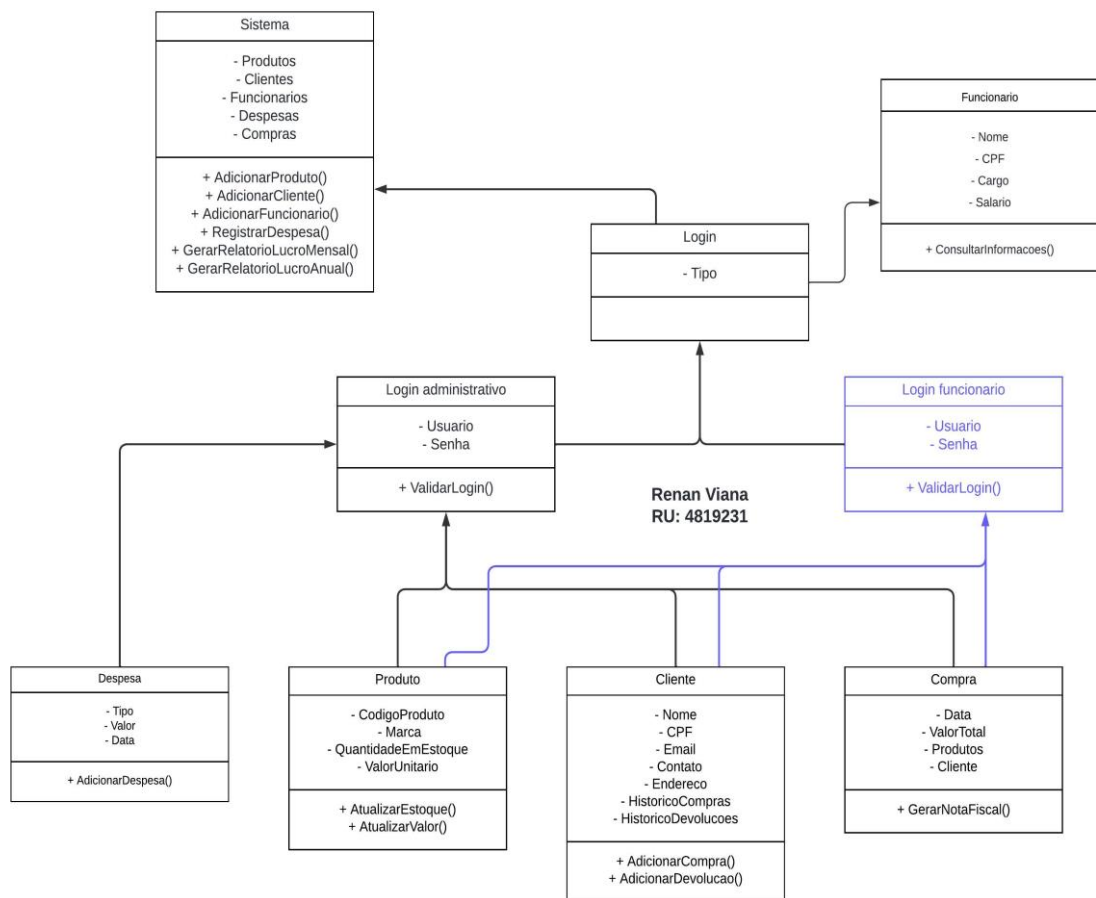 Sistema
- Produtos
- Clientes
- Funcionarios
- Despesas
- Compras
+ AdicionarProduto()
+ AdicionarCliente()
+ AdicionarFuncionario()
+ RegistrarDespesa()
+ GerarRelatorioLucroMensal()
+ GerarRelatorioLucroAnual()
Funcionario
- Nome
- CPF
- Cargo
- Salario
+ ConsultarInformacoes()
Login
- Tipo
Login administrativo
- Usuario
- Senha
+ ValidarLogin()
Login funcionario
- Usuario
- Senha
+ ValidarLogin()
Renan Viana
RU: 4819231
Despesa
- Tipo
- Valor
- Data
+ AdicionarDespesa()
Produto
- CodigoProduto
- Marca
- QuantidadeEmEstoque
- ValorUnitario
+ AtualizarEstoque()
+ AtualizarValor()
Cliente
- Nome
- CPF
- Email
- Contato
- Endereco
- HistoricoCompras
- HistoricoDevolucoes
+ AdicionarCompra()
+ AdicionarDevolucao()
Compra
- Data
- ValorTotal
- Produtos
- Cliente
+ GerarNotaFiscal()